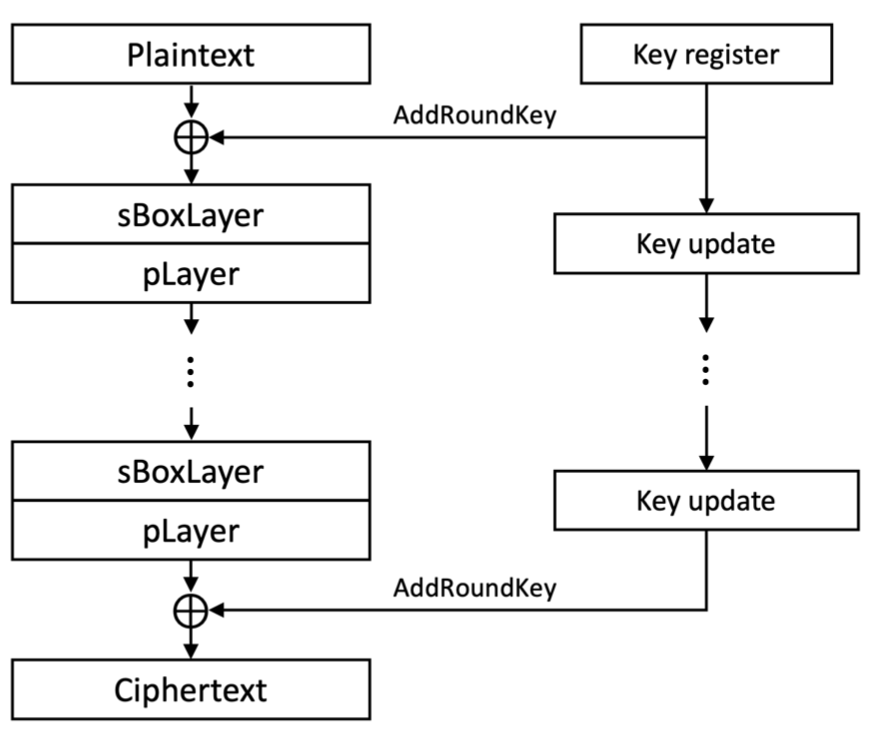 Plaintext
Key register
AddRoundKey
sBoxLayer
Key update
pLayer
sBoxLayer
Key update
pLayer
AddRoundKey
Ciphertext